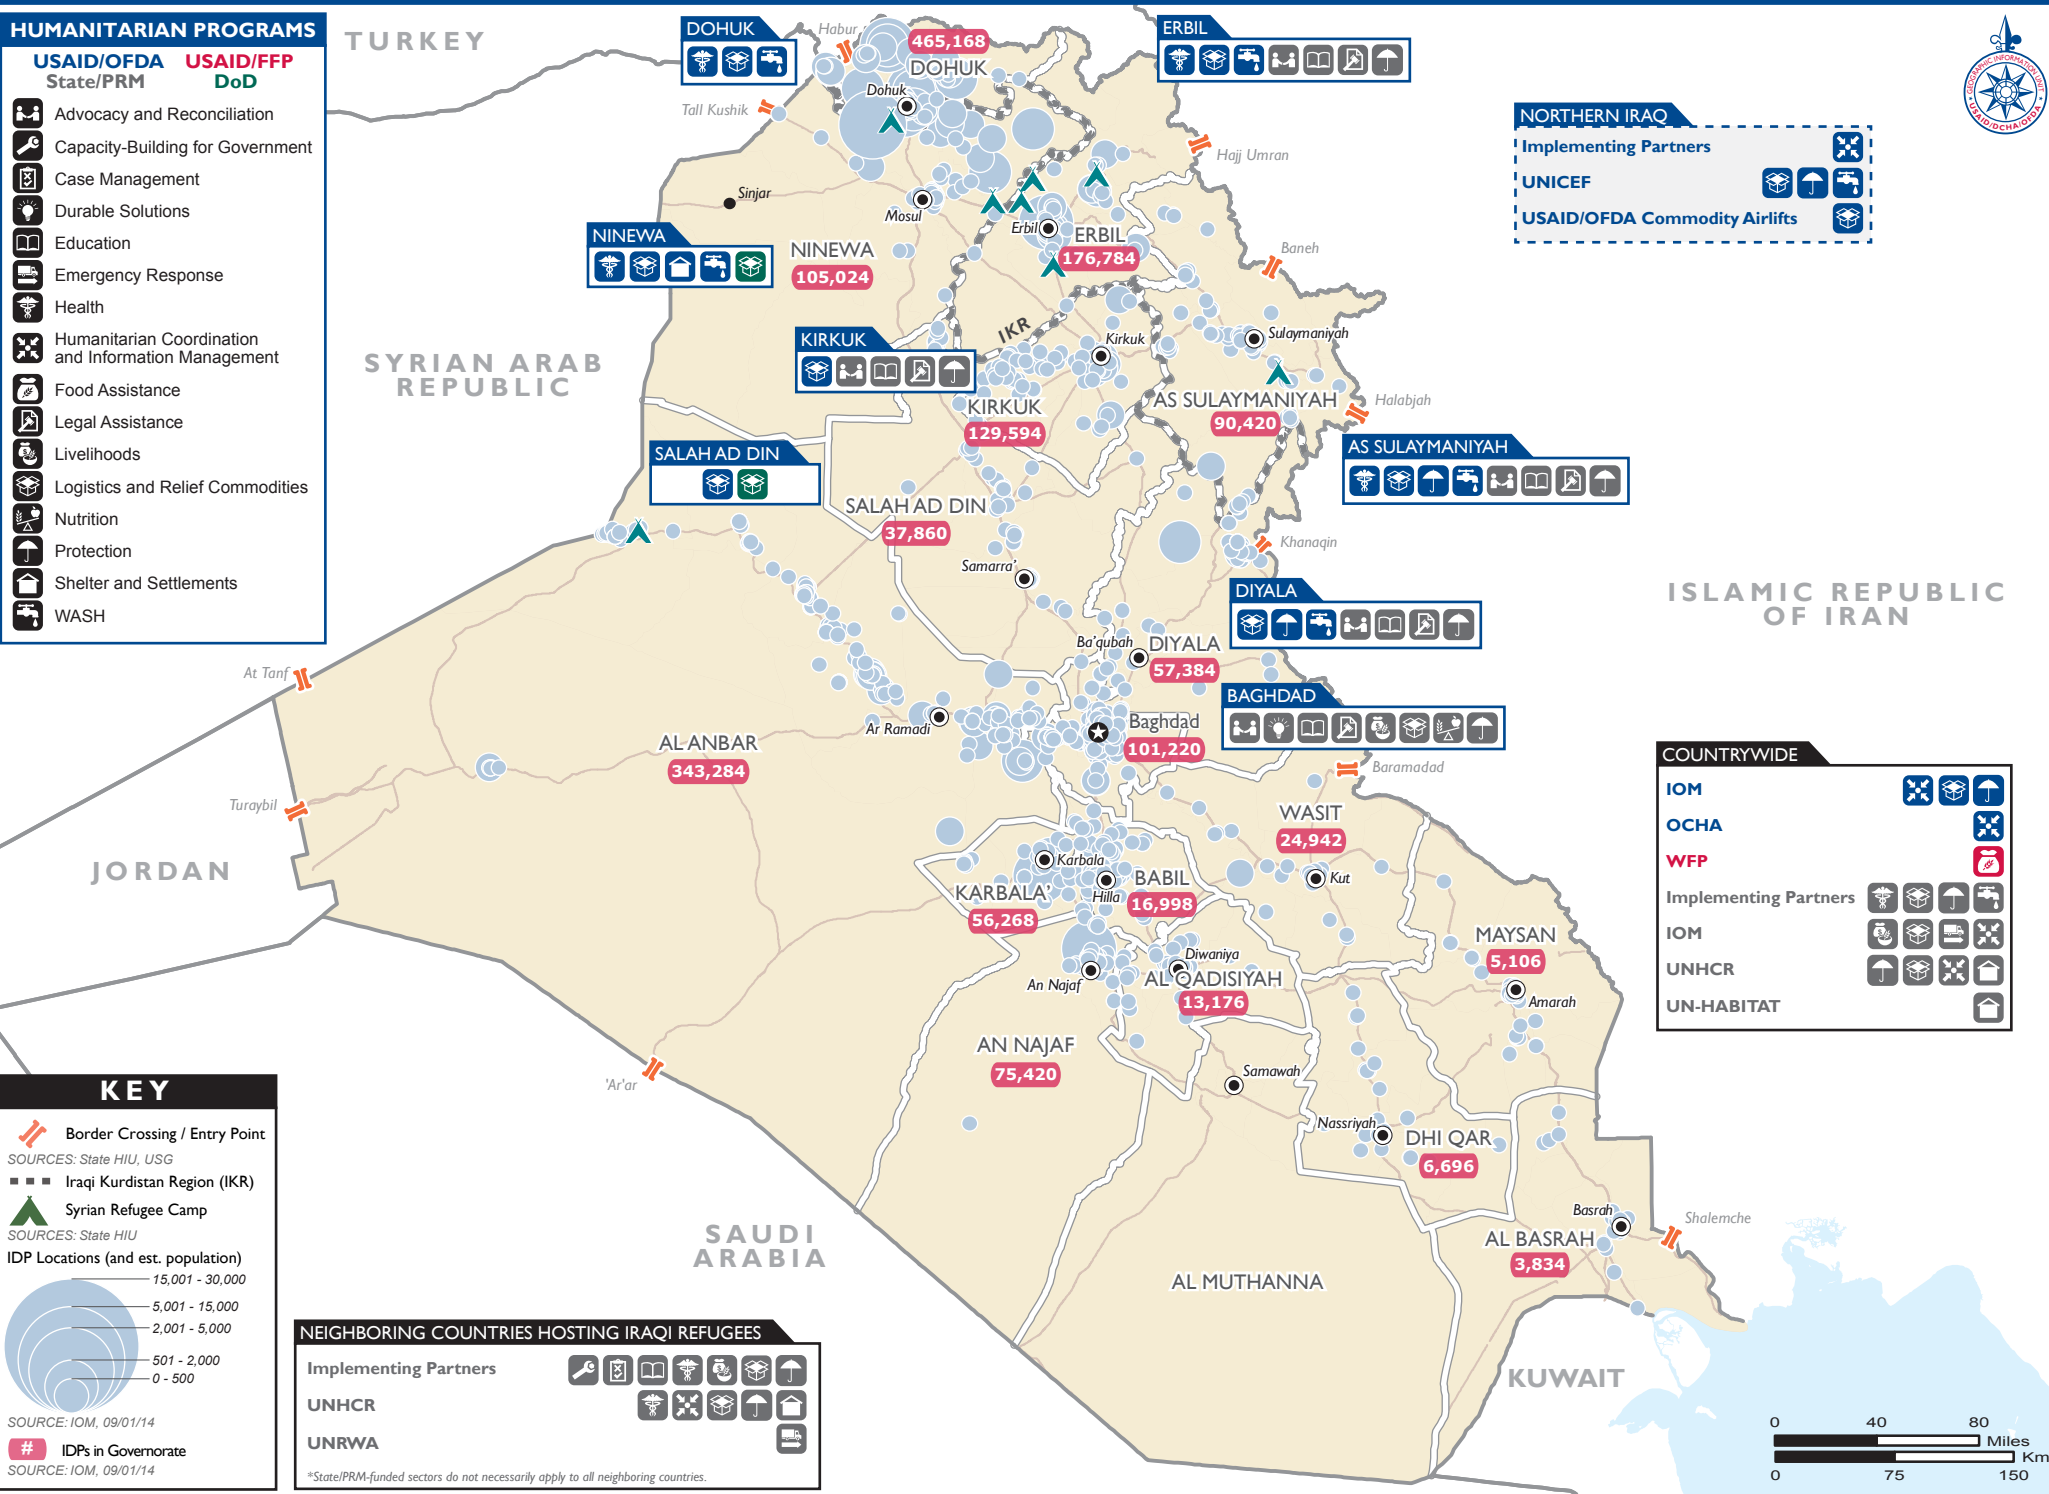 HUMANITARIAN PROGRAMS
USAID/OFDA USAID/FFP
State/PRM DoD
Advocacy and Reconciliation
Capacity-Building for Government
Case Management
Durable Solutions
Education
Emergency Response
Health
Humanitarian Coordination
and Information Management
Food Assistance
Legal Assistance
Livelihoods
Logistics and Relief Commodities
Nutrition
Protection
Shelter and Settlements
WASH
TURKEY
DOHUK
Habur
465,168
DOHUK
Dohuk
Tall Kushik
ERBIL
Hajj Umran
GEOGRAPHIC INFORMATION UNIT
USAID/DCHA/OFDA
NORTHERN IRAQ
Implementing Partners
UNICEF
USAID/OFDA Commodity Airlifts
Sinjar
Mosul
NINEWA
NINEWA
105,024
Erbil
ERBIL
176,784
Baneh
IKR
KIRKUK
Kirkuk
Sulaymaniyah
SYRIAN ARAB
REPUBLIC
KIRKUK
129,594
AS SULAYMANIYAH
90,420
Halabjah
AS SULAYMANIYAH
SALAH AD DIN
SALAH AD DIN
37,860
Khanaqin
Samarra'
DIYALA
ISLAMIC REPUBLIC
OF IRAN
Ba'qubah
DIYALA
57,384
At Tanf
BAGHDAD
Ar Ramadi
Baghdad
101,220
AL ANBAR
343,284
Baramadad
Turaybil
JORDAN
WASIT
24,942
Karbala
Kut
KARBALA'
56,268
Hilla
BABIL
16,998
COUNTRYWIDE
IOM
OCHA
WFP
Implementing Partners
IOM
UNHCR
UN-HABITAT
MAYSAN
5,106
Amarah
Diwaniya
An Najaf
AL QADISIYAH
13,176
AN NAJAF
75,420
Samawah
'Ar'ar
Nassriyah
DHI QAR
6,696
Basrah
Shalemche
AL BASRAH
3,834
SAUDI
ARABIA
AL MUTHANNA
KUWAIT
KEY
Border Crossing / Entry Point
SOURCES: State HIU, USG
Iraqi Kurdistan Region (IKR)
Syrian Refugee Camp
SOURCES: State HIU
IDP Locations (and est. population)
15,001 - 30,000
5,001 - 15,000
2,001 - 5,000
501 - 2,000
0 - 500
SOURCE: IOM, 09/01/14
# IDPs in Governorate
SOURCE: IOM, 09/01/14
NEIGHBORING COUNTRIES HOSTING IRAQI REFUGEES
Implementing Partners
UNHCR
UNRWA
*State/PRM-funded sectors do not necessarily apply to all neighboring countries.
0 40 80
Miles
Km
0 75 150